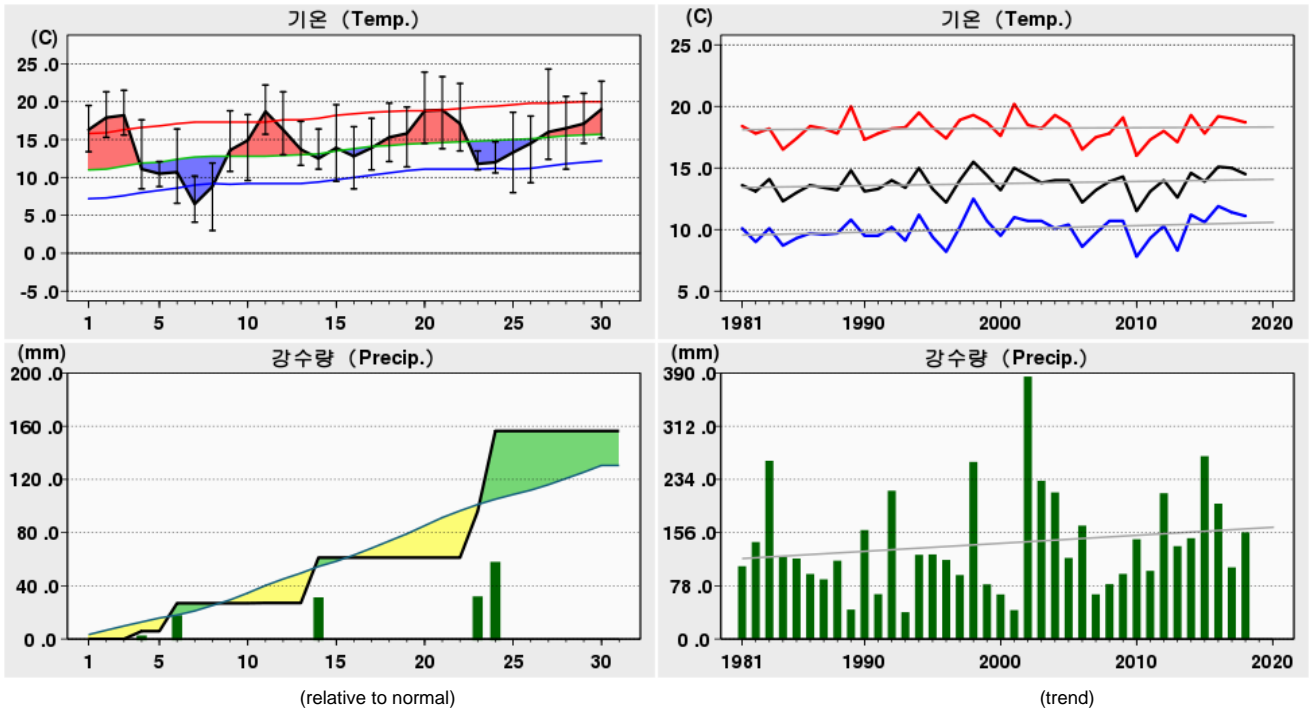 기온 (Temp.)
(C)
25 .0
20 .0
15 .0
10 .0
5 .0
0 .0
-5 .0
1 5 10 15 20 25 30
기온 (Temp.)
(C)
25 .0
20 .0
15 .0
10 .0
5 .0
1981 1990 2000 2010 2020
강수량 (Precip.)
(mm)
200 .0
160 .0
120 .0
80 .0
40 .0
0 .0
1 5 10 15 20 25 30
(relative to normal)
강수량 (Precip.)
(mm)
390 .0
312 .0
234 .0
156 .0
78 .0
0 .0
1981 1990 2000 2010 2020
(trend)